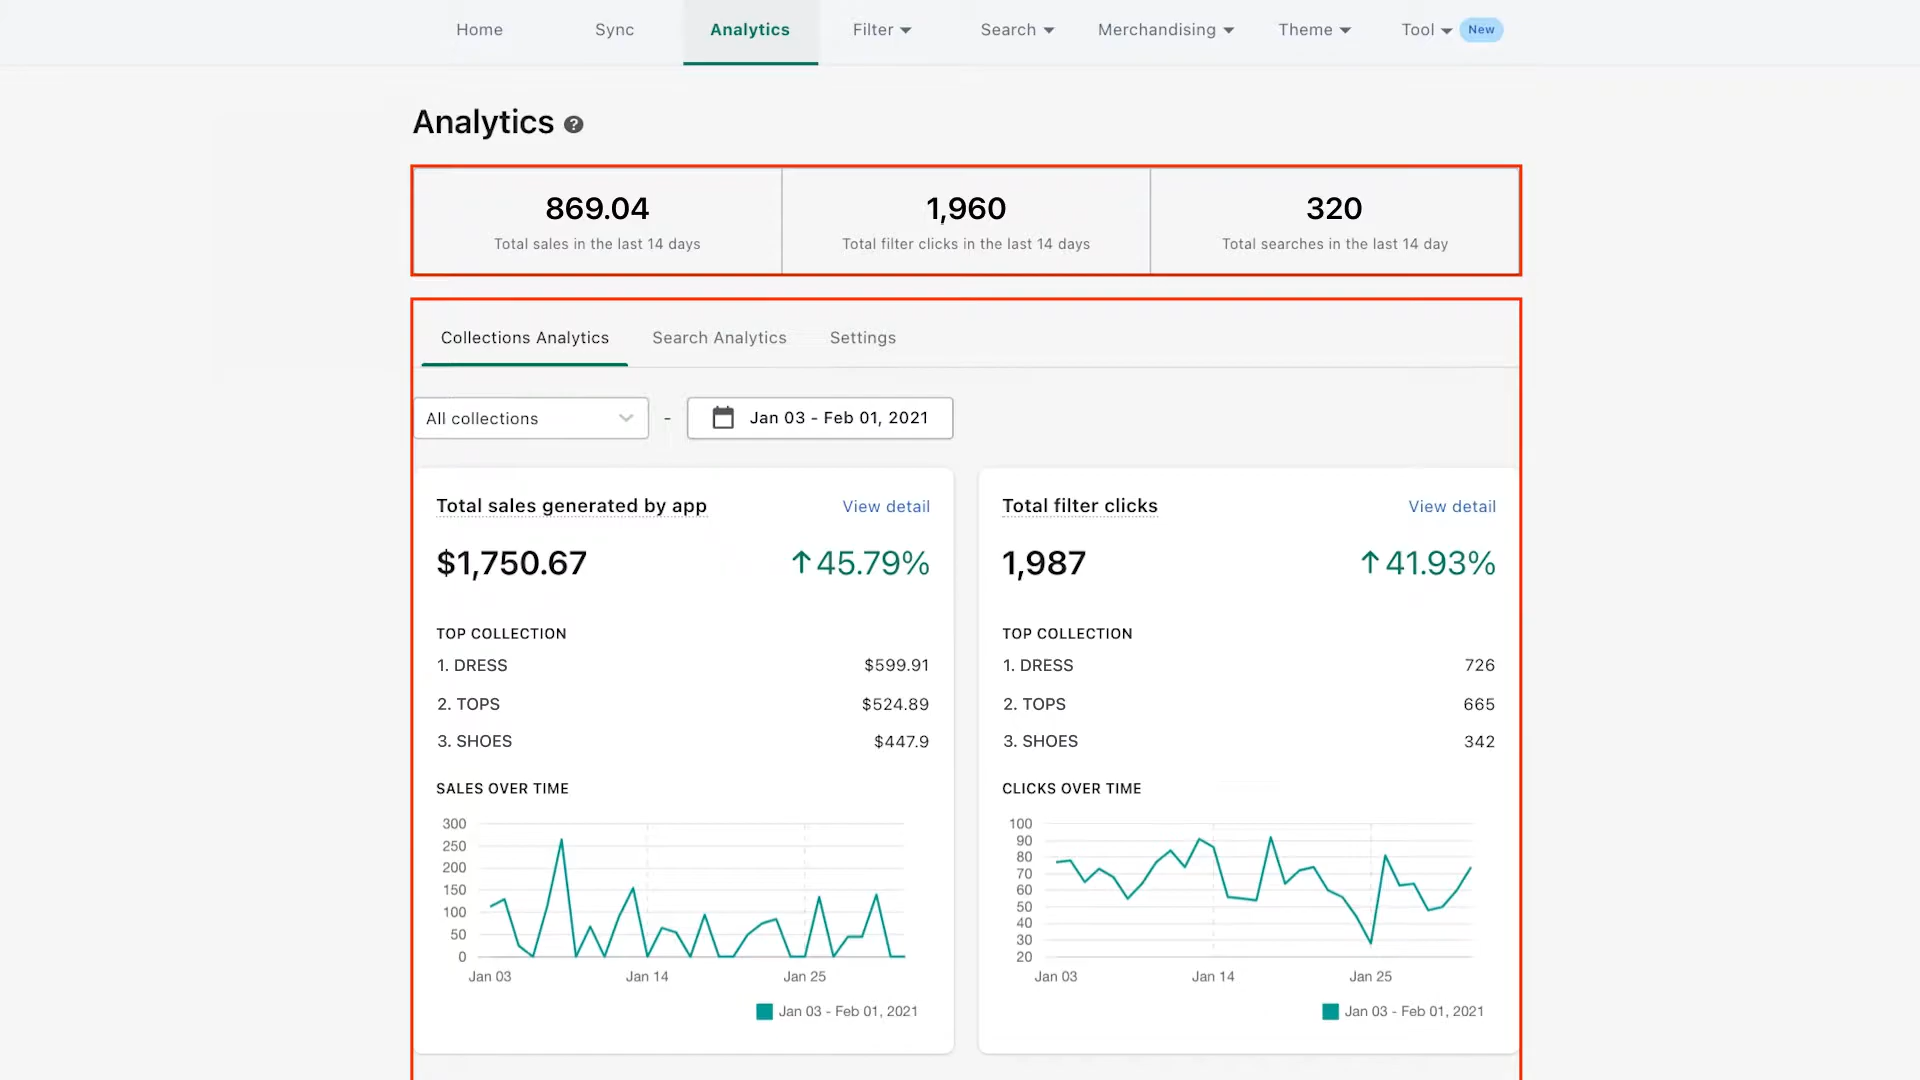 Home Sync Analytics Filter Search Merchandising Theme Tool New
Analytics ?
869.04 1,960 320
Total sales in the last 14 days Total filter clicks in the last 14 days Total searches in the last 14 day
Collections Analytics Search Analytics Settings
All collections - Jan 03 - Feb 01, 2021
Total sales generated by app View detail
$1,750.67 ↑45.79%
TOP COLLECTION
1. DRESS $599.91
2. TOPS $524.89
3. SHOES $447.9
SALES OVER TIME
300
250
200
150
100
50
0
Jan 03 Jan 14 Jan 25
Jan 03 - Feb 01, 2021
Total filter clicks View detail
1,987 ↑41.93%
TOP COLLECTION
1. DRESS 726
2. TOPS 665
3. SHOES 342
CLICKS OVER TIME
100
90
80
70
60
50
40
30
20
Jan 03 Jan 14 Jan 25
Jan 03 - Feb 01, 2021